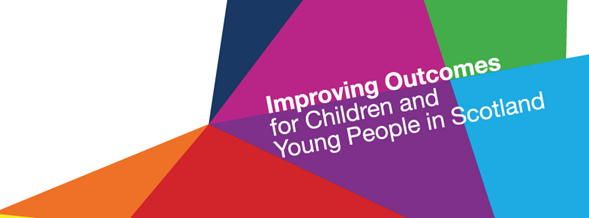 Improving Outcomes
for Children and
Young People in Scotland